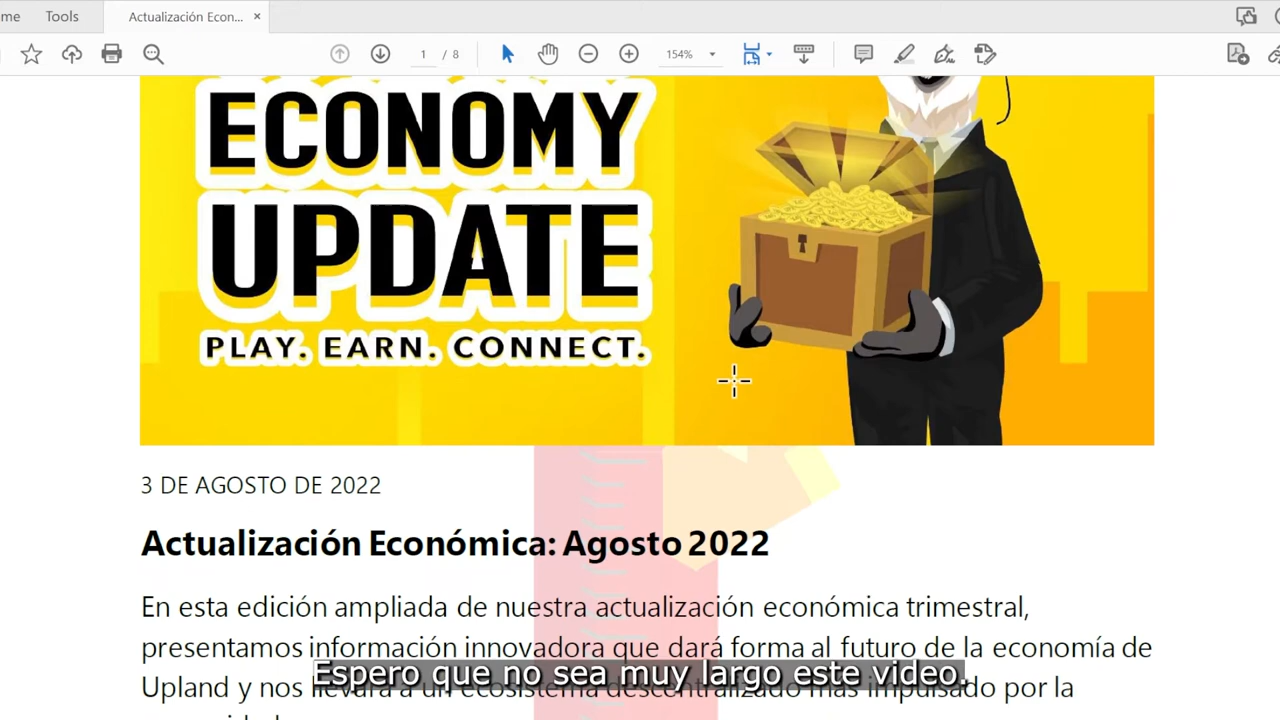 me Tools Actualización Econ... ×
1 / 8 154%
ECONOMY
UPDATE
PLAY. EARN. CONNECT.
3 DE AGOSTO DE 2022
Actualización Económica: Agosto 2022
En esta edición ampliada de nuestra actualización económica trimestral,
presentamos información innovadora que dará forma al futuro de la economía de
Upland y nos llevará a un ecosistema descentralizado más impulsado por la
Espero que no sea muy largo este video.